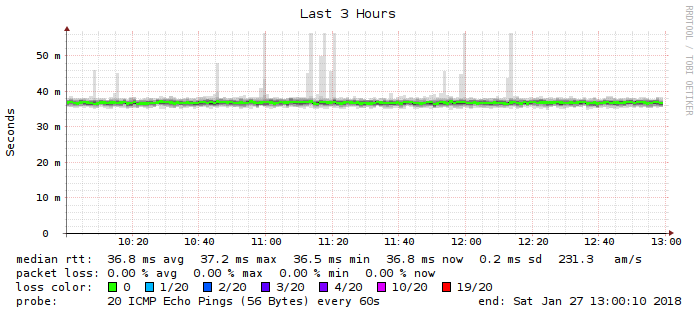 Last 3 Hours
RRDTOOL / TOBI OETIKER
Seconds
50 m
40 m
30 m
20 m
10 m
0
10:20 10:40 11:00 11:20 11:40 12:00 12:20 12:40 13:00
median rtt: 36.8 ms avg 37.2 ms max 36.5 ms min 36.8 ms now 0.2 ms sd 231.3 am/s
packet loss: 0.00 % avg 0.00 % max 0.00 % min 0.00 % now
loss color: 0 1/20 2/20 3/20 4/20 10/20 19/20
probe: 20 ICMP Echo Pings (56 Bytes) every 60s end: Sat Jan 27 13:00:10 2018